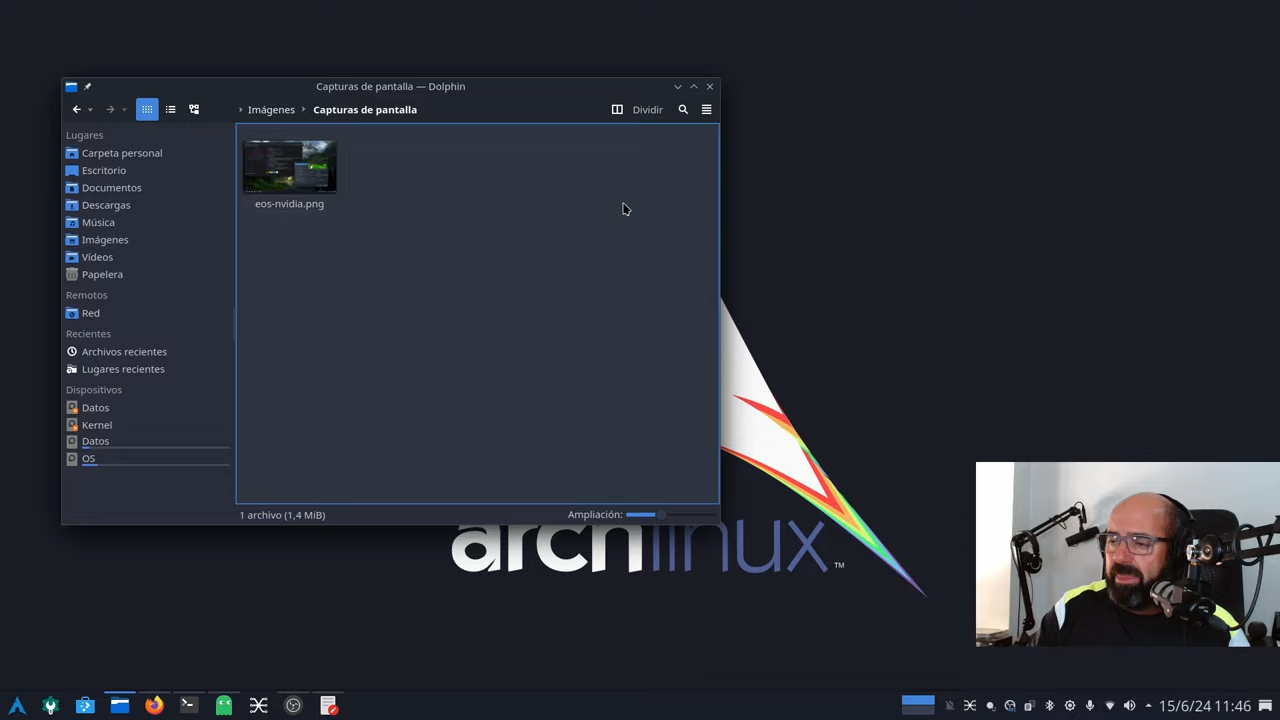 Capturas de pantalla — Dolphin
Imágenes
Capturas de pantalla
Dividir
Lugares
Carpeta personal
Escritorio
Documentos
Descargas
Música
Imágenes
Vídeos
Papelera
Remotos
Red
Recientes
Archivos recientes
Lugares recientes
Dispositivos
Datos
Kernel
Datos
OS
eos-nvidia.png
1 archivo (1,4 MiB)
Ampliación:
archlinux™
15/6/24 11:46